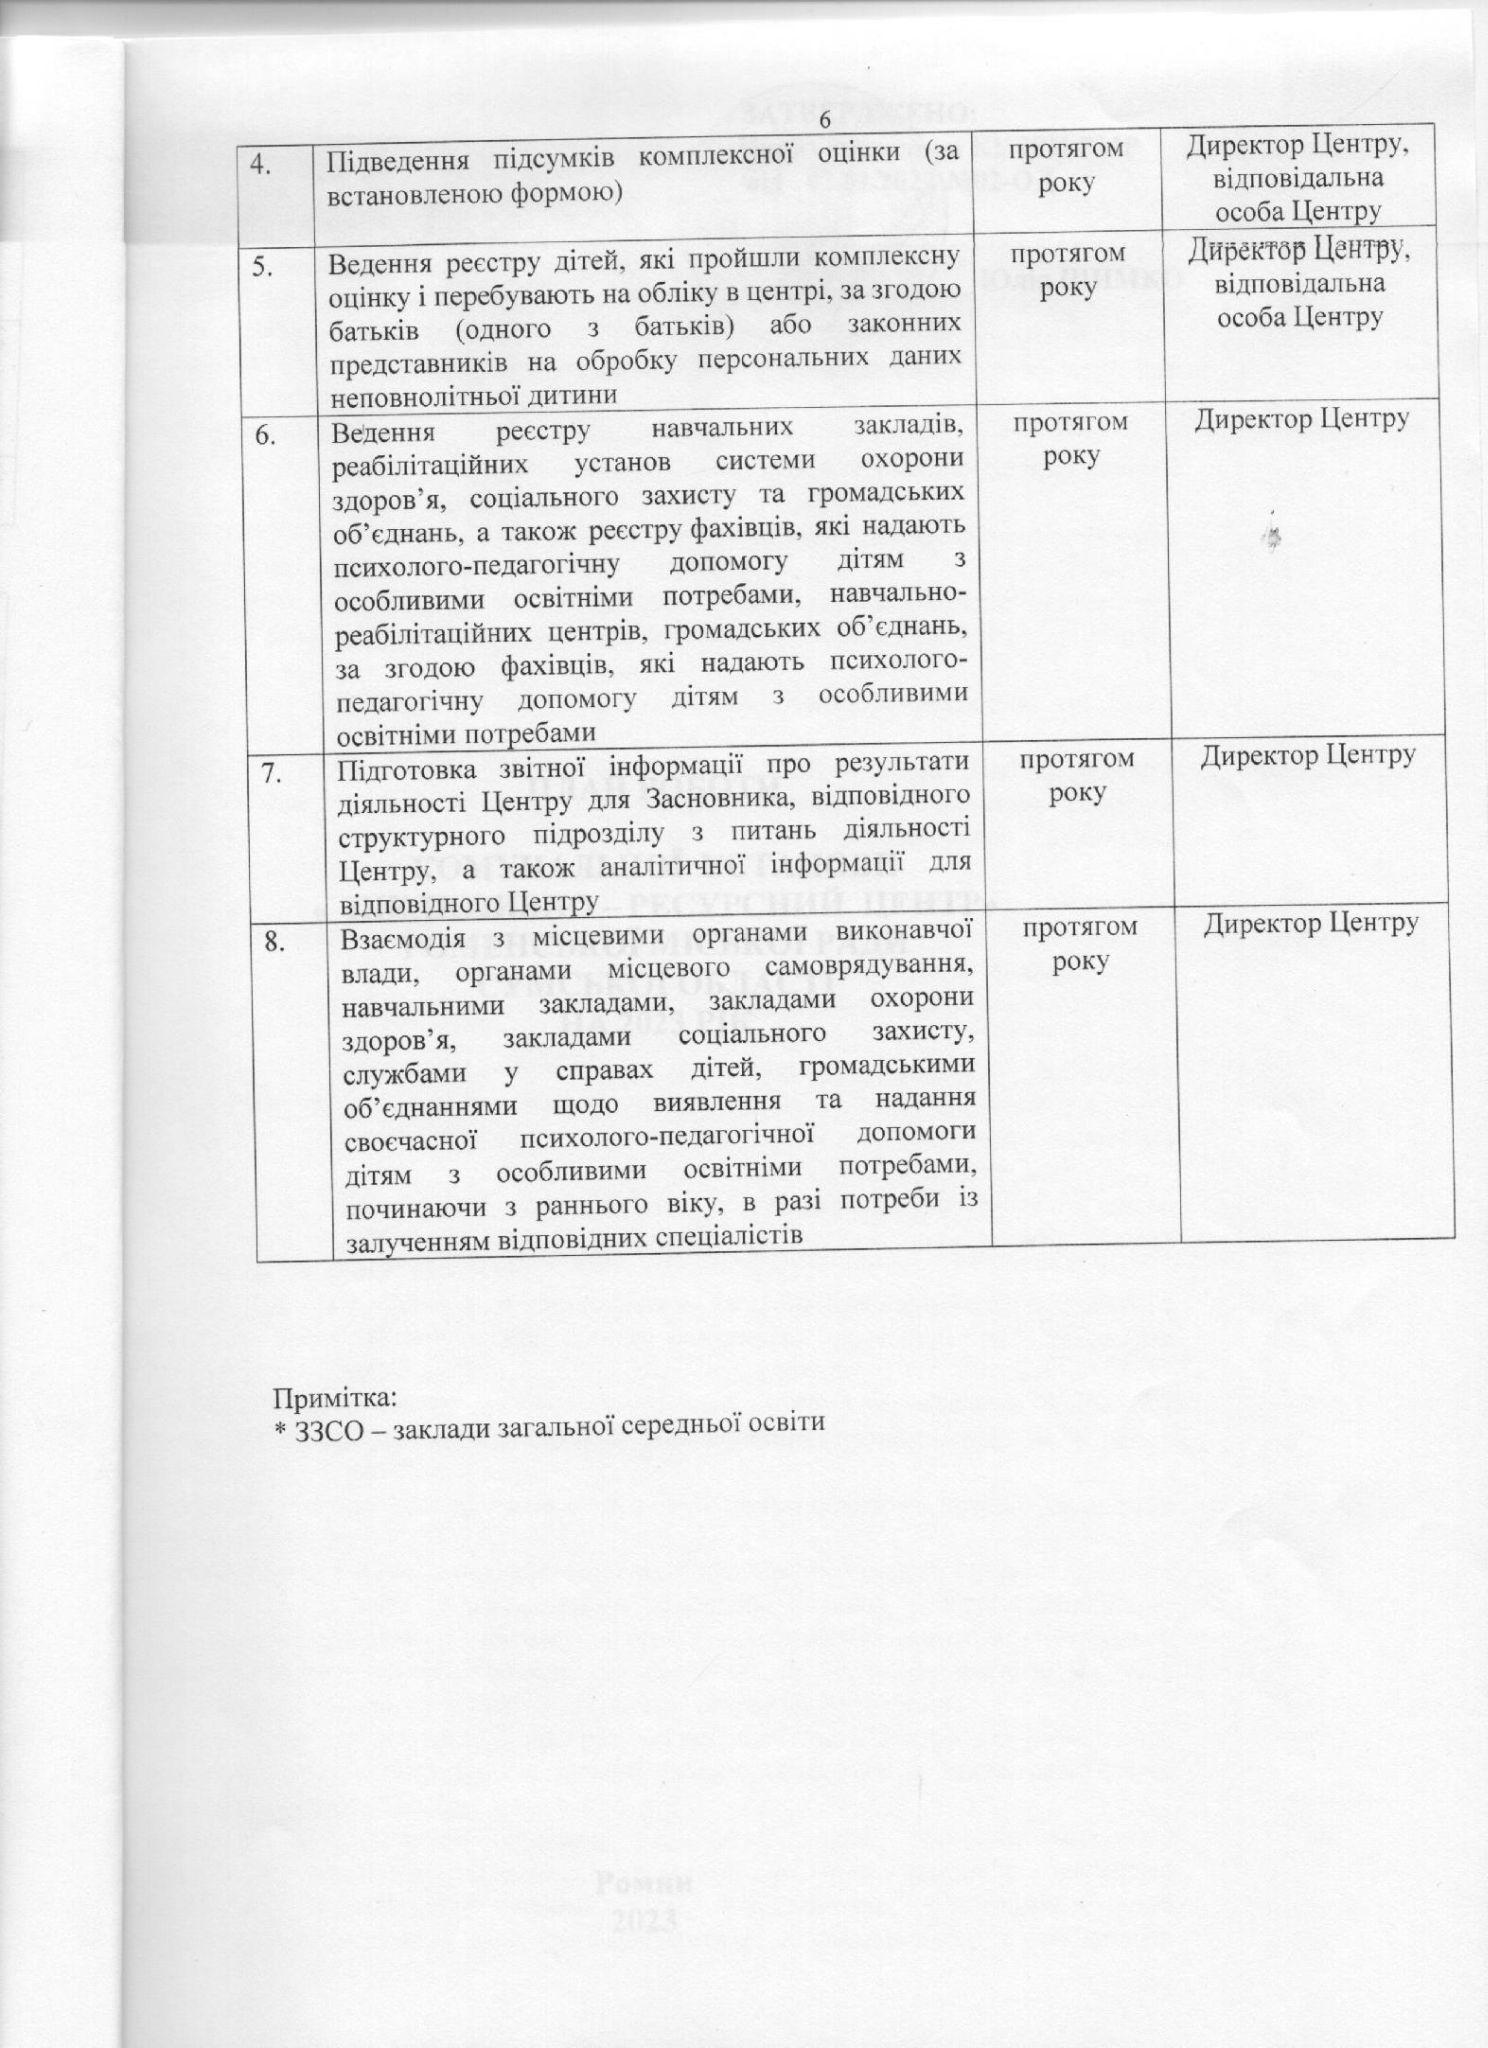 6
4. Підведення підсумків комплексної оцінки (за
встановленою формою)
протягом
року
Директор Центру,
відповідальна
особа Центру
5. Ведення реєстру дітей, які пройшли комплексну
оцінку і перебувають на обліку в центрі, за згодою
батьків (одного з батьків) або законних
представників на обробку персональних даних
неповнолітньої дитини
протягом
року
Директор Центру,
відповідальна
особа Центру
6. Ведення реєстру навчальних закладів,
реабілітаційних установ системи охорони
здоров’я, соціального захисту та громадських
об’єднань, а також реєстру фахівців, які надають
психолого-педагогічну допомогу дітям з
особливими освітніми потребами, навчально-
реабілітаційних центрів, громадських об’єднань,
за згодою фахівців, які надають психолого-
педагогічну допомогу дітям з особливими
освітніми потребами
протягом
року
Директор Центру
7. Підготовка звітної інформації про результати
діяльності Центру для Засновника, відповідного
структурного підрозділу з питань діяльності
Центру, а також аналітичної інформації для
відповідного Центру
протягом
року
Директор Центру
8. Взаємодія з місцевими органами виконавчої
влади, органами місцевого самоврядування,
навчальними закладами, закладами охорони
здоров’я, закладами соціального захисту,
службами у справах дітей, громадськими
об’єднаннями щодо виявлення та надання
своєчасної психолого-педагогічної допомоги
дітям з особливими освітніми потребами,
починаючи з раннього віку, в разі потреби із
залученням відповідних спеціалістів
протягом
року
Директор Центру
Примітка:
* ЗЗСО – заклади загальної середньої освіти
Ромни
2023